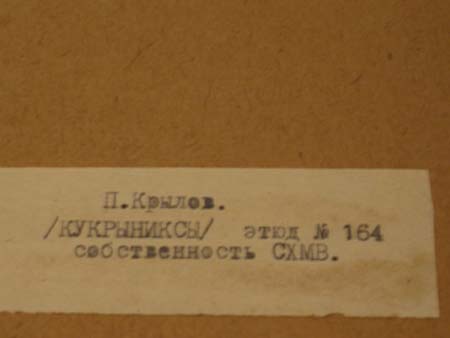 П.Крылов.
/КУКРЫНИКСЫ/ этюд № 164
собственность СХМВ.